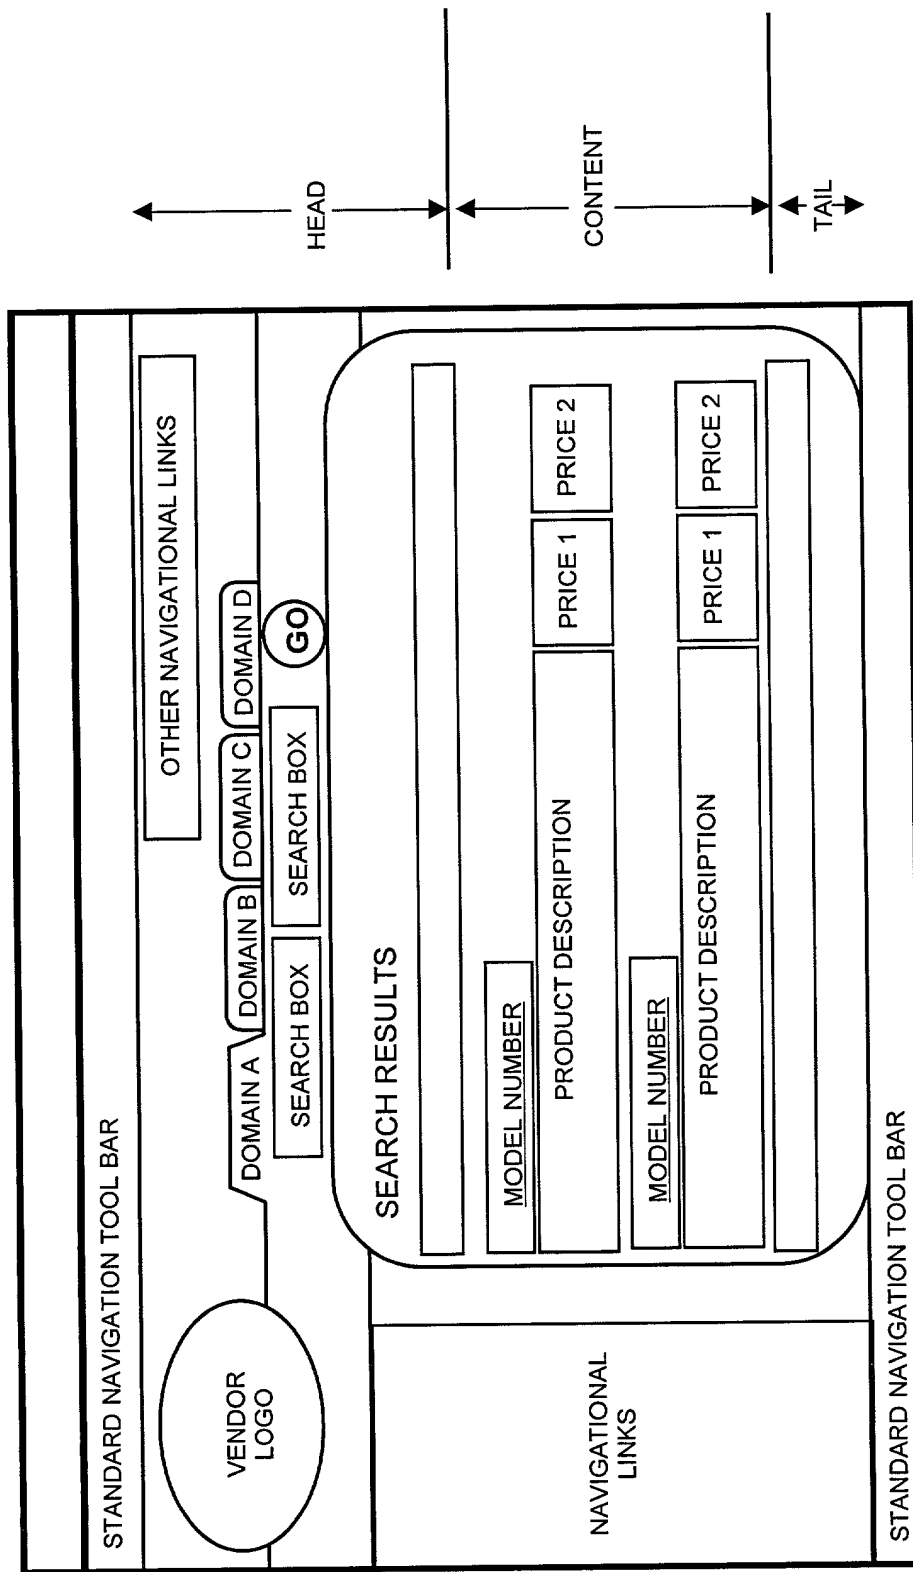 STANDARD NAVIGATION TOOL BAR
OTHER NAVIGATIONAL LINKS
VENDOR
LOGO
DOMAIN A
DOMAIN B
DOMAIN C
DOMAIN D
SEARCH BOX
SEARCH BOX
GO
SEARCH RESULTS
MODEL NUMBER
PRODUCT DESCRIPTION
PRICE 1
PRICE 2
MODEL NUMBER
PRODUCT DESCRIPTION
PRICE 1
PRICE 2
NAVIGATIONAL
LINKS
STANDARD NAVIGATION TOOL BAR
HEAD
CONTENT
TAIL